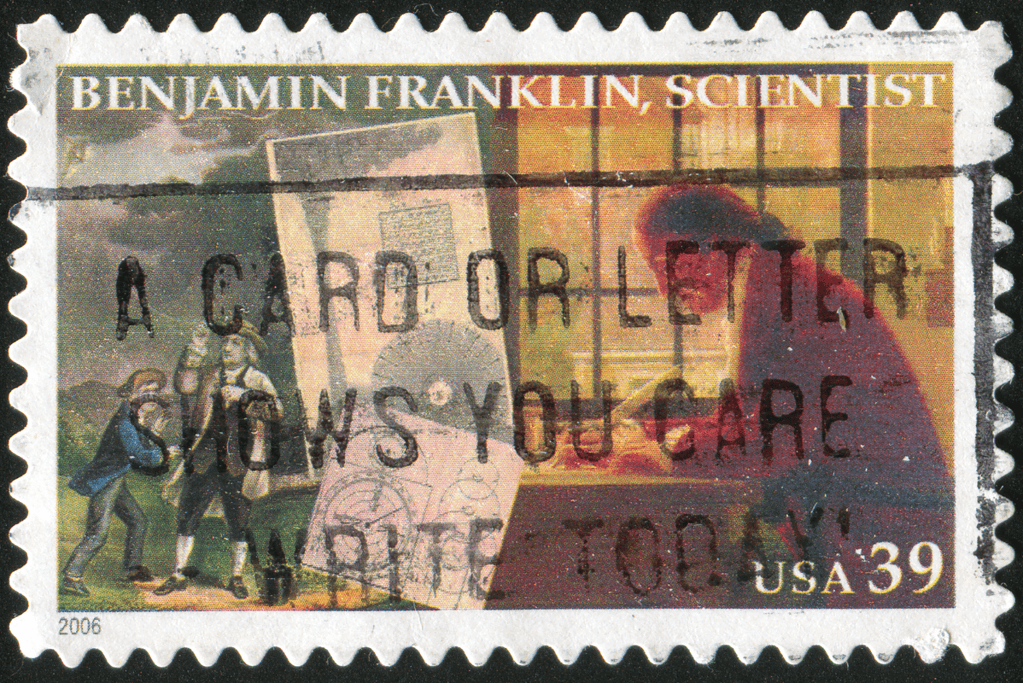 BENJAMIN FRANKLIN, SCIENTIST
A CARD OR LETTER
SHOWS YOU CARE
WRITE TODAY!
USA 39
2006